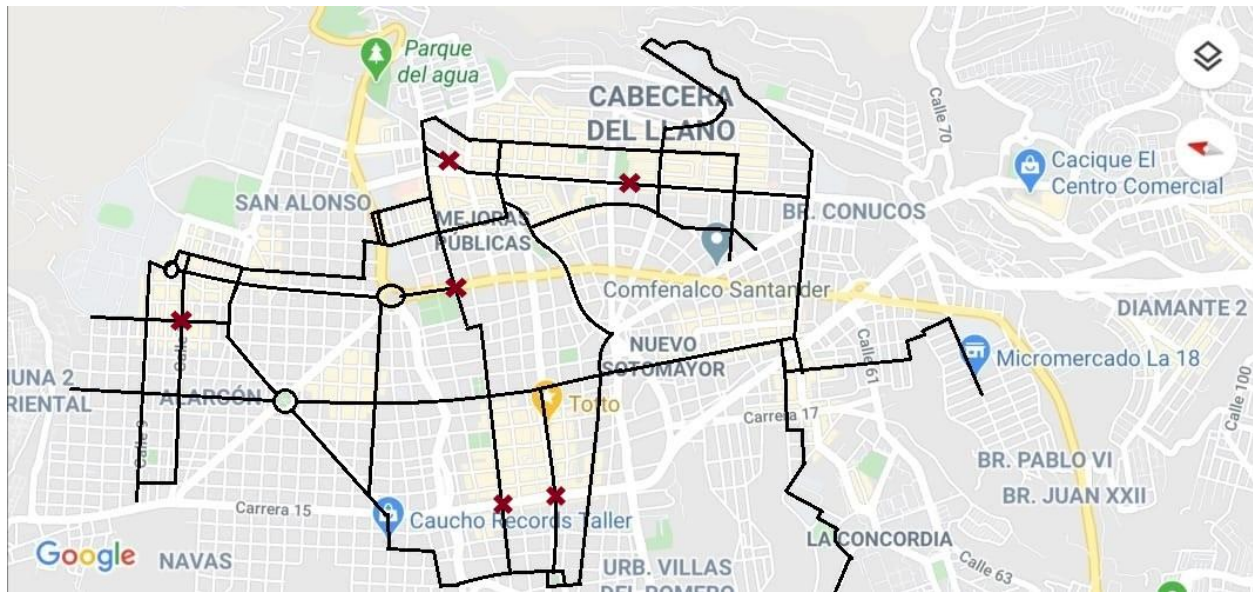 Parque
del agua
CABECERA
DEL LLANO
Calle 70
Cacique El
Centro Comercial
SAN ALONSO
MEJORAS
PÚBLICAS
BR. CONUCOS
Comfenalco Santander
DIAMANTE 2
Calle
NUEVO
SOTOMAYOR
Calle 61
Micromercado La 18
UNA 2
RIENTAL
ALARCÓN
Totto
Calle 9
Carrera 17
Calle 100
BR. PABLO VI
BR. JUAN XXII
Carrera 15
Caucho Records Taller
LA CONCORDIA
Google
NAVAS
URB. VILLAS
DEL ROMERO
Calle 63